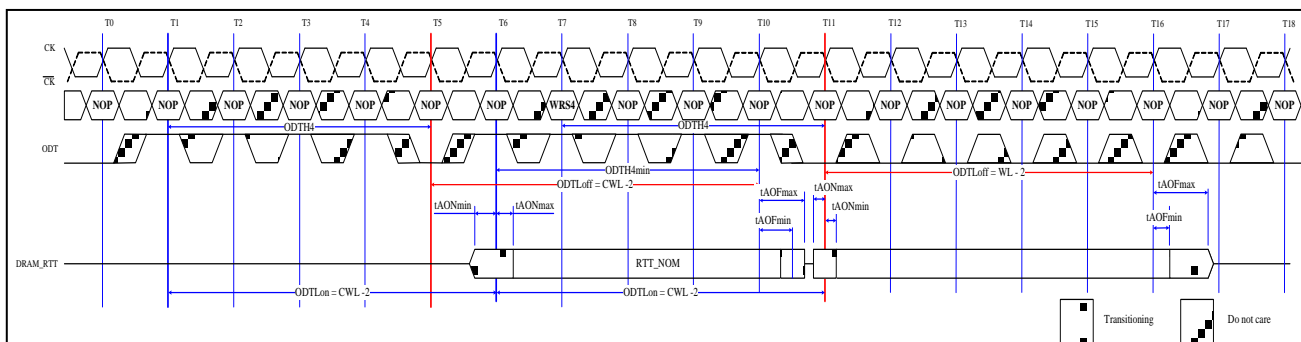 T0 T1 T2 T3 T4 T5 T6 T7 T8 T9 T10 T11 T12 T13 T14 T15 T16 T17 T18
CK
CK
NOP NOP NOP NOP NOP NOP NOP WRS4 NOP NOP NOP NOP NOP NOP NOP NOP NOP NOP NOP
ODTH4 ODTH4
ODT
ODTH4min ODTLoff = WL - 2
ODTLoff = CWL -2
tAOFmax tAONmax tAOFmax
tAONmin tAONmax
tAOFmin tAONmin tAOFmin
DRAM_RTT RTT_NOM
ODTLon = CWL -2 ODTLon = CWL -2
Transitioning Do not care